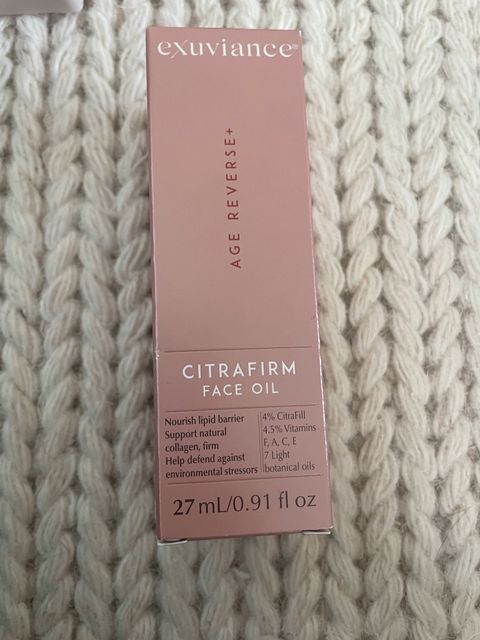 exuviance®
AGE REVERSE+
CITRAFIRM
FACE OIL
Nourish lipid barrier
Support natural
collagen, firm
Help defend against
environmental stressors
4% CitraFill
4.5% Vitamins
F, A, C, E
7 Light
botanical oils
27 mL/0.91 fl oz